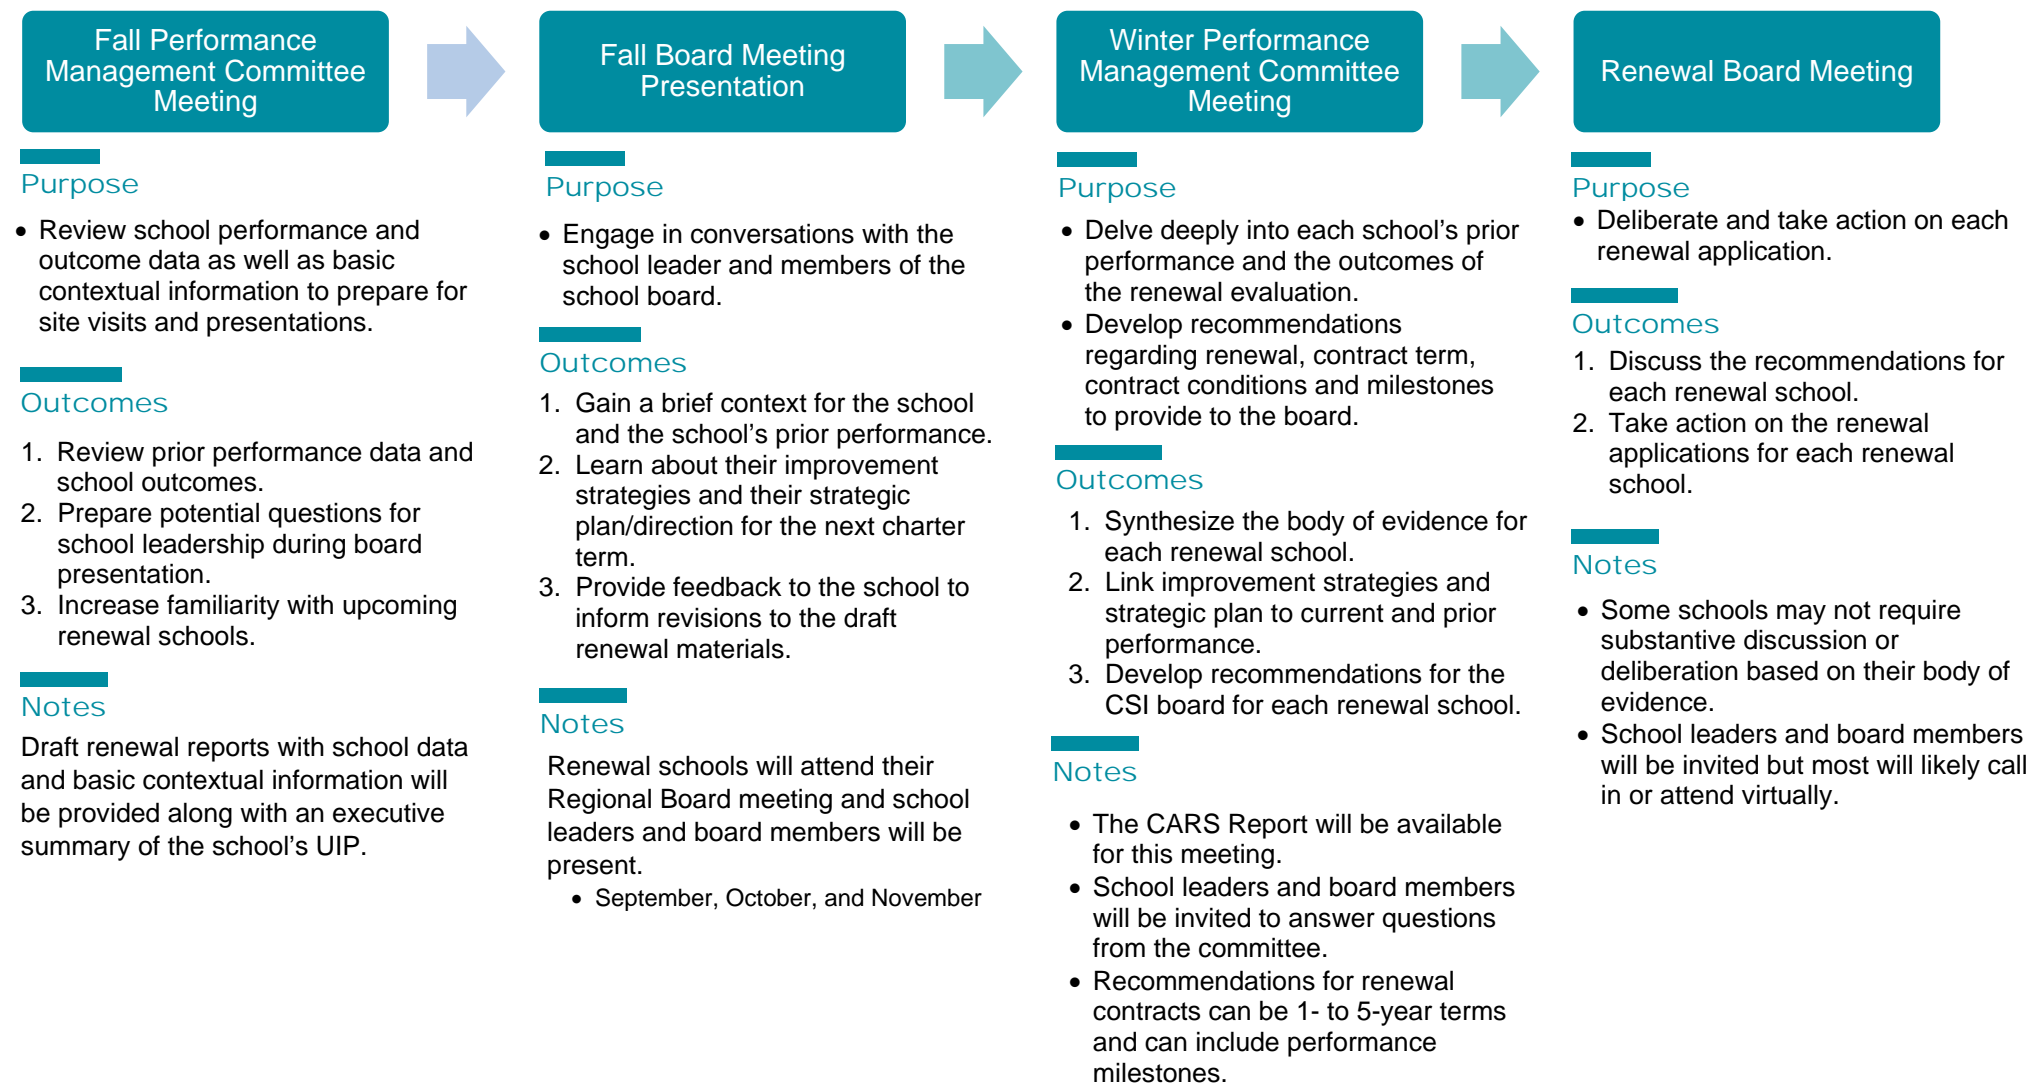 Fall Performance
Management Committee
Meeting
Purpose
• Review school performance and
outcome data as well as basic
contextual information to prepare for
site visits and presentations.
Outcomes
1. Review prior performance data and
school outcomes.
2. Prepare potential questions for
school leadership during board
presentation.
3. Increase familiarity with upcoming
renewal schools.
Notes
Draft renewal reports with school data
and basic contextual information will
be provided along with an executive
summary of the school’s UIP.
Fall Board Meeting
Presentation
Purpose
• Engage in conversations with the
school leader and members of the
school board.
Outcomes
1. Gain a brief context for the school
and the school’s prior performance.
2. Learn about their improvement
strategies and their strategic
plan/direction for the next charter
term.
3. Provide feedback to the school to
inform revisions to the draft
renewal materials.
Notes
Renewal schools will attend their
Regional Board meeting and school
leaders and board members will be
present.
• September, October, and November
Winter Performance
Management Committee
Meeting
Purpose
• Delve deeply into each school’s prior
performance and the outcomes of
the renewal evaluation.
• Develop recommendations
regarding renewal, contract term,
contract conditions and milestones
to provide to the board.
Outcomes
1. Synthesize the body of evidence for
each renewal school.
2. Link improvement strategies and
strategic plan to current and prior
performance.
3. Develop recommendations for the
CSI board for each renewal school.
Notes
• The CARS Report will be available
for this meeting.
• School leaders and board members
will be invited to answer questions
from the committee.
• Recommendations for renewal
contracts can be 1- to 5-year terms
and can include performance
milestones.
Renewal Board Meeting
Purpose
• Deliberate and take action on each
renewal application.
Outcomes
1. Discuss the recommendations for
each renewal school.
2. Take action on the renewal
applications for each renewal
school.
Notes
• Some schools may not require
substantive discussion or
deliberation based on their body of
evidence.
• School leaders and board members
will be invited but most will likely call
in or attend virtually.